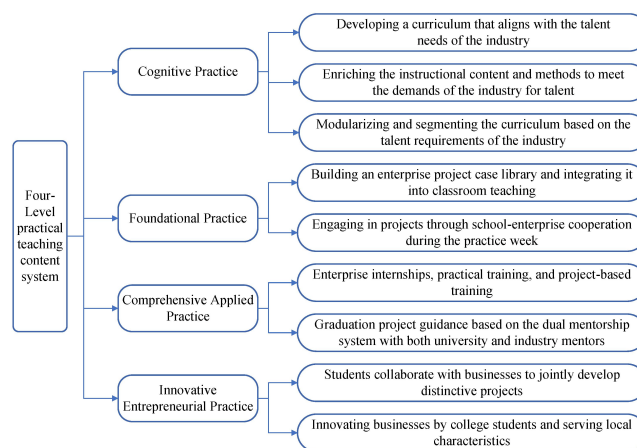 Four-
Level
practical
teaching
content
system
Cognitive Practice
Developing a curriculum that aligns with the talent
needs of the industry
Enriching the instructional content and methods to meet
the demands of the industry for talent
Modularizing and segmenting the curriculum based on the
talent requirements of the industry
Foundational Practice
Building an enterprise project case library and integrating it
into classroom teaching
Engaging in projects through school-enterprise cooperation
during the practice week
Comprehensive Applied
Practice
Enterprise internships, practical training, and project-based
training
Graduation project guidance based on the dual mentorship
system with both university and industry mentors
Innovative
Entrepreneurial Practice
Students collaborate with businesses to jointly develop
distinctive projects
Innovating businesses by college students and serving local
characteristics